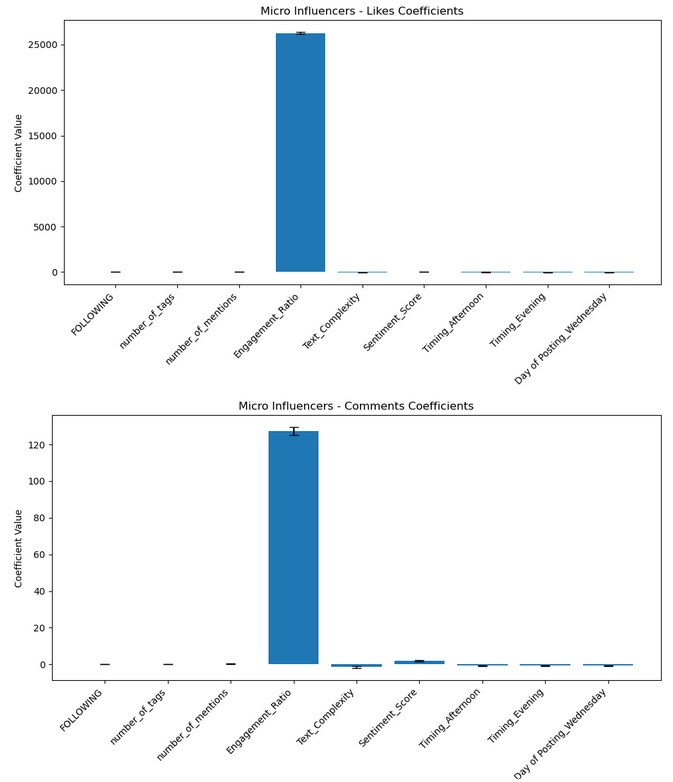 Micro Influencers - Likes Coefficients
Coefficient Value
25000
20000
15000
10000
5000
0
FOLLOWING
number_of_tags
number_of_mentions
Engagement_Ratio
Text_Complexity
Sentiment_Score
Timing_Afternoon
Timing_Evening
Day of Posting_Wednesday
Micro Influencers - Comments Coefficients
Coefficient Value
120
100
80
60
40
20
0
FOLLOWING
number_of_tags
number_of_mentions
Engagement_Ratio
Text_Complexity
Sentiment_Score
Timing_Afternoon
Timing_Evening
Day of Posting_Wednesday